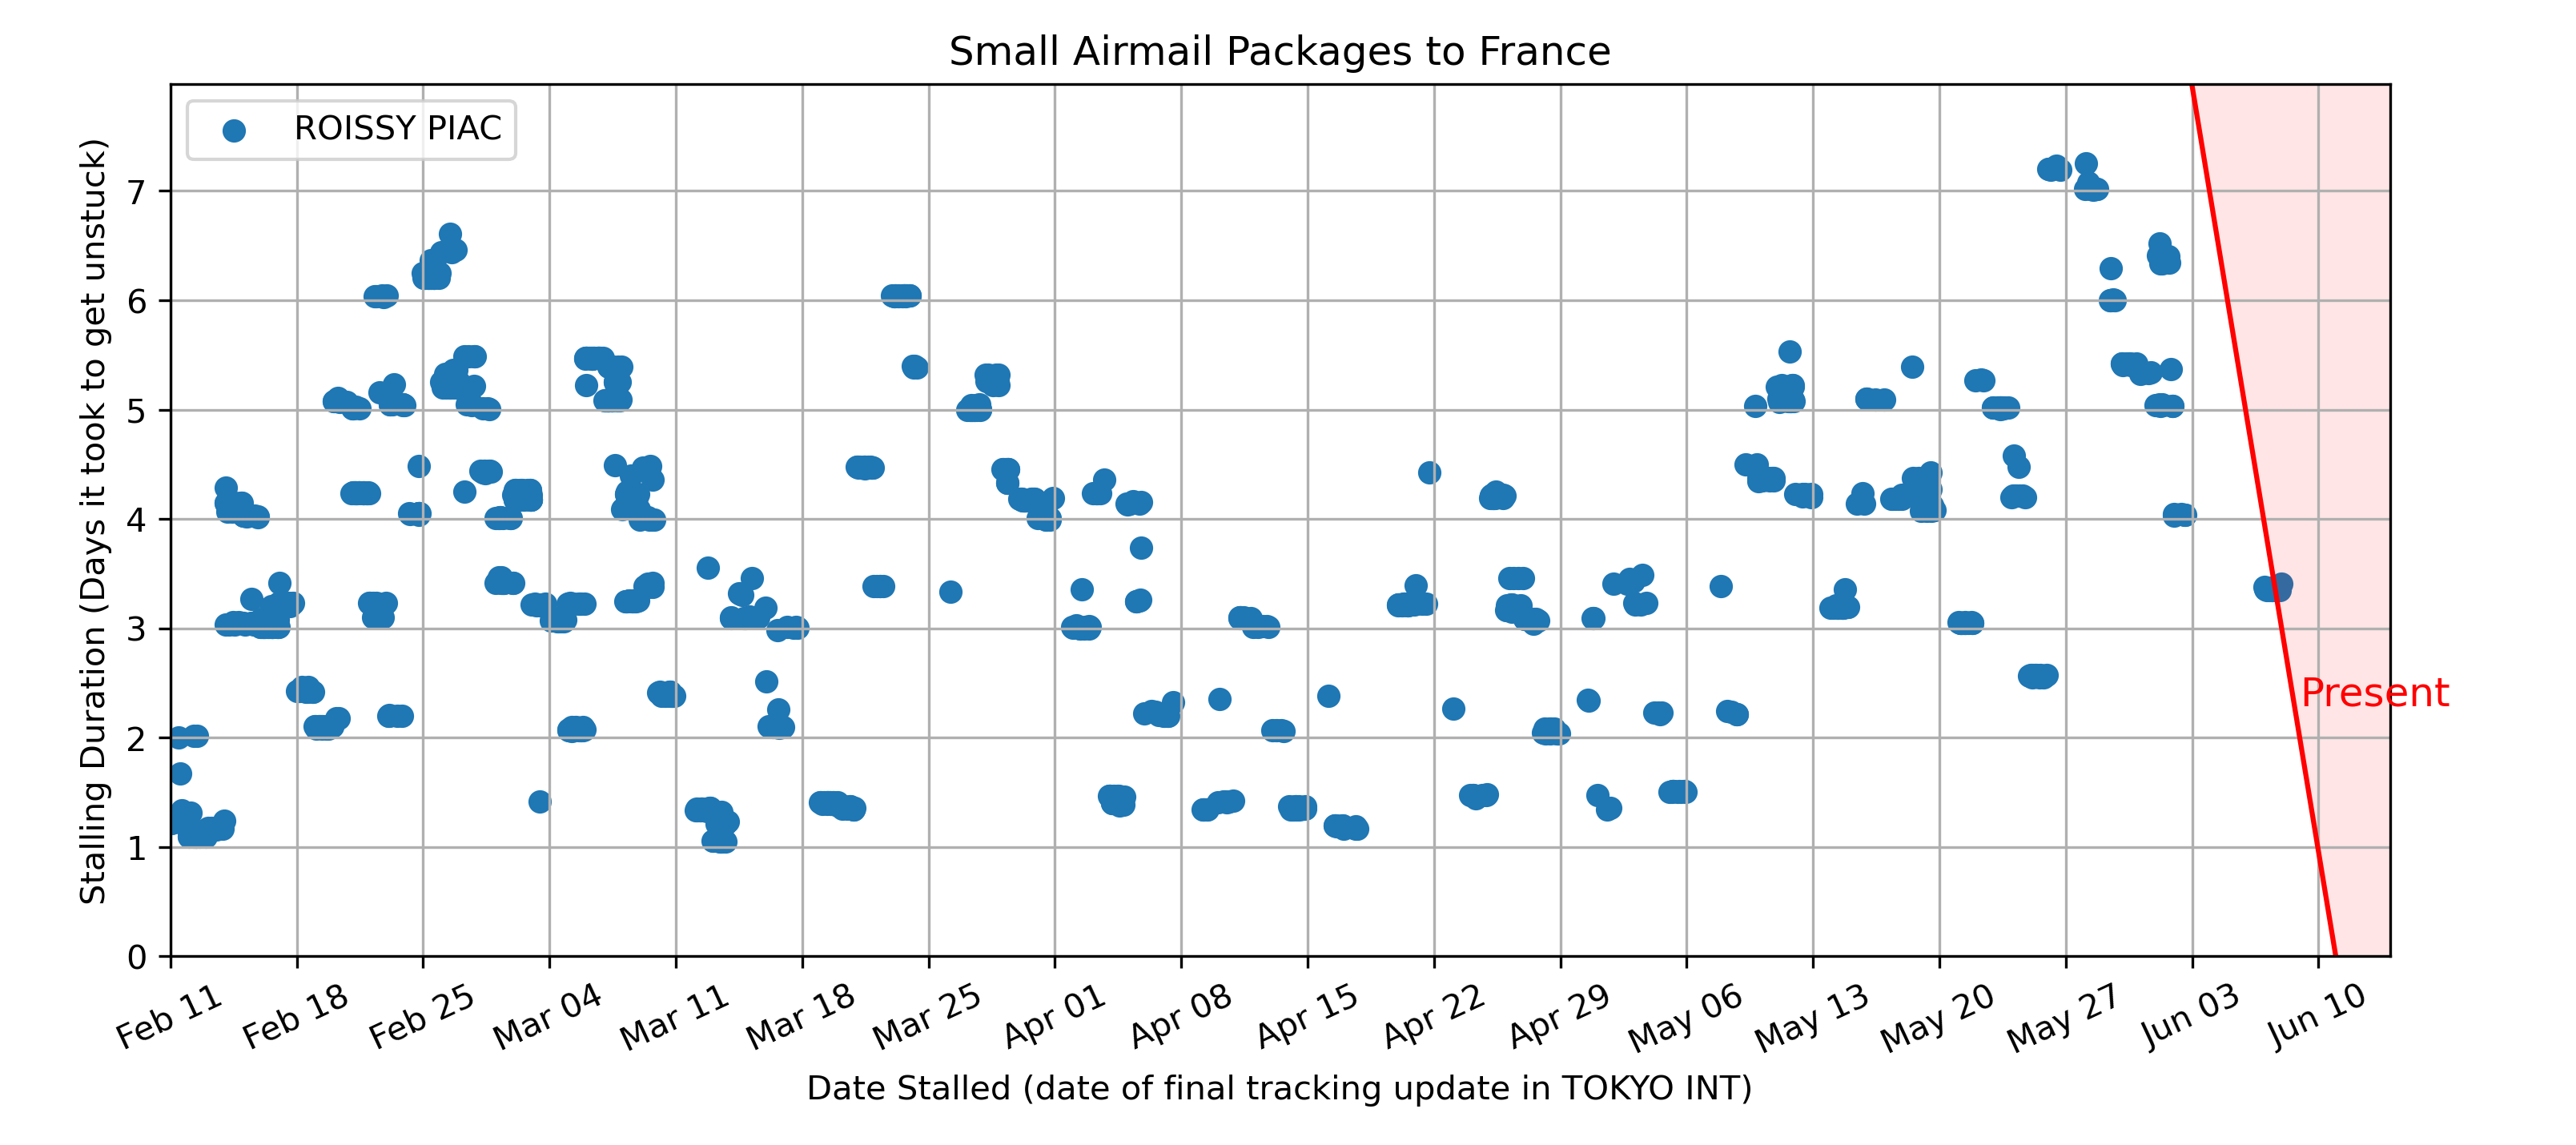 Small Airmail Packages to France
ROISSY PIAC
Stalling Duration (Days it took to get unstuck)
7
6
5
4
3
2
1
0
Present
Feb 11
Feb 18
Feb 25
Mar 04
Mar 11
Mar 18
Mar 25
Apr 01
Apr 08
Apr 15
Apr 22
Apr 29
May 06
May 13
May 20
May 27
Jun 03
Jun 10
Date Stalled (date of final tracking update in TOKYO INT)